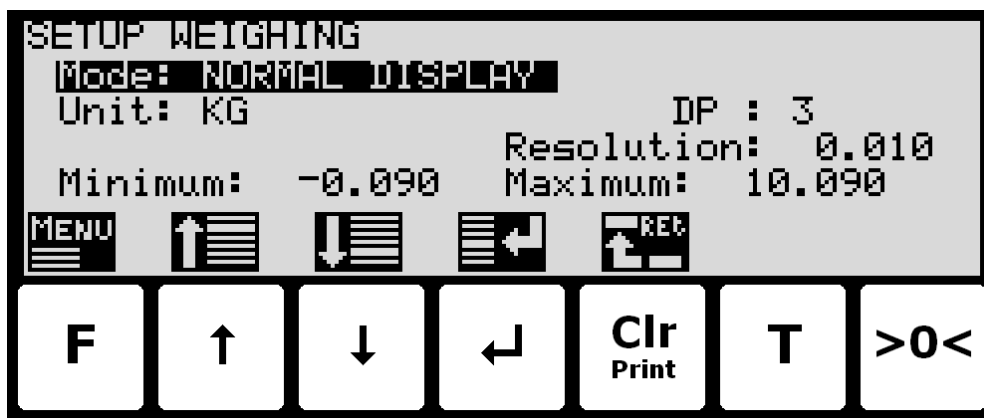 SETUP WEIGHING
Mode: NORMAL DISPLAY
Unit: KG DP : 3
Resolution: 0.010
Minimum: -0.090 Maximum: 10.090
MENU REt
F ↑ ↓ ↵ Clr T >0<
Print